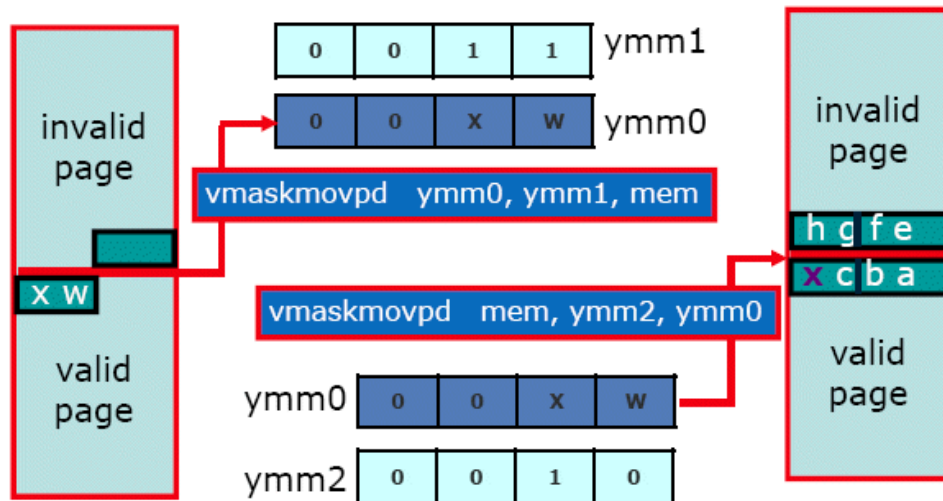 invalid
page
x w
valid
page
0 0 1 1 ymm1
0 0 X W ymm0
vmaskmovpd ymm0, ymm1, mem
vmaskmovpd mem, ymm2, ymm0
ymm0 0 0 X W
ymm2 0 0 1 0
invalid
page
h g f e
x c b a
valid
page